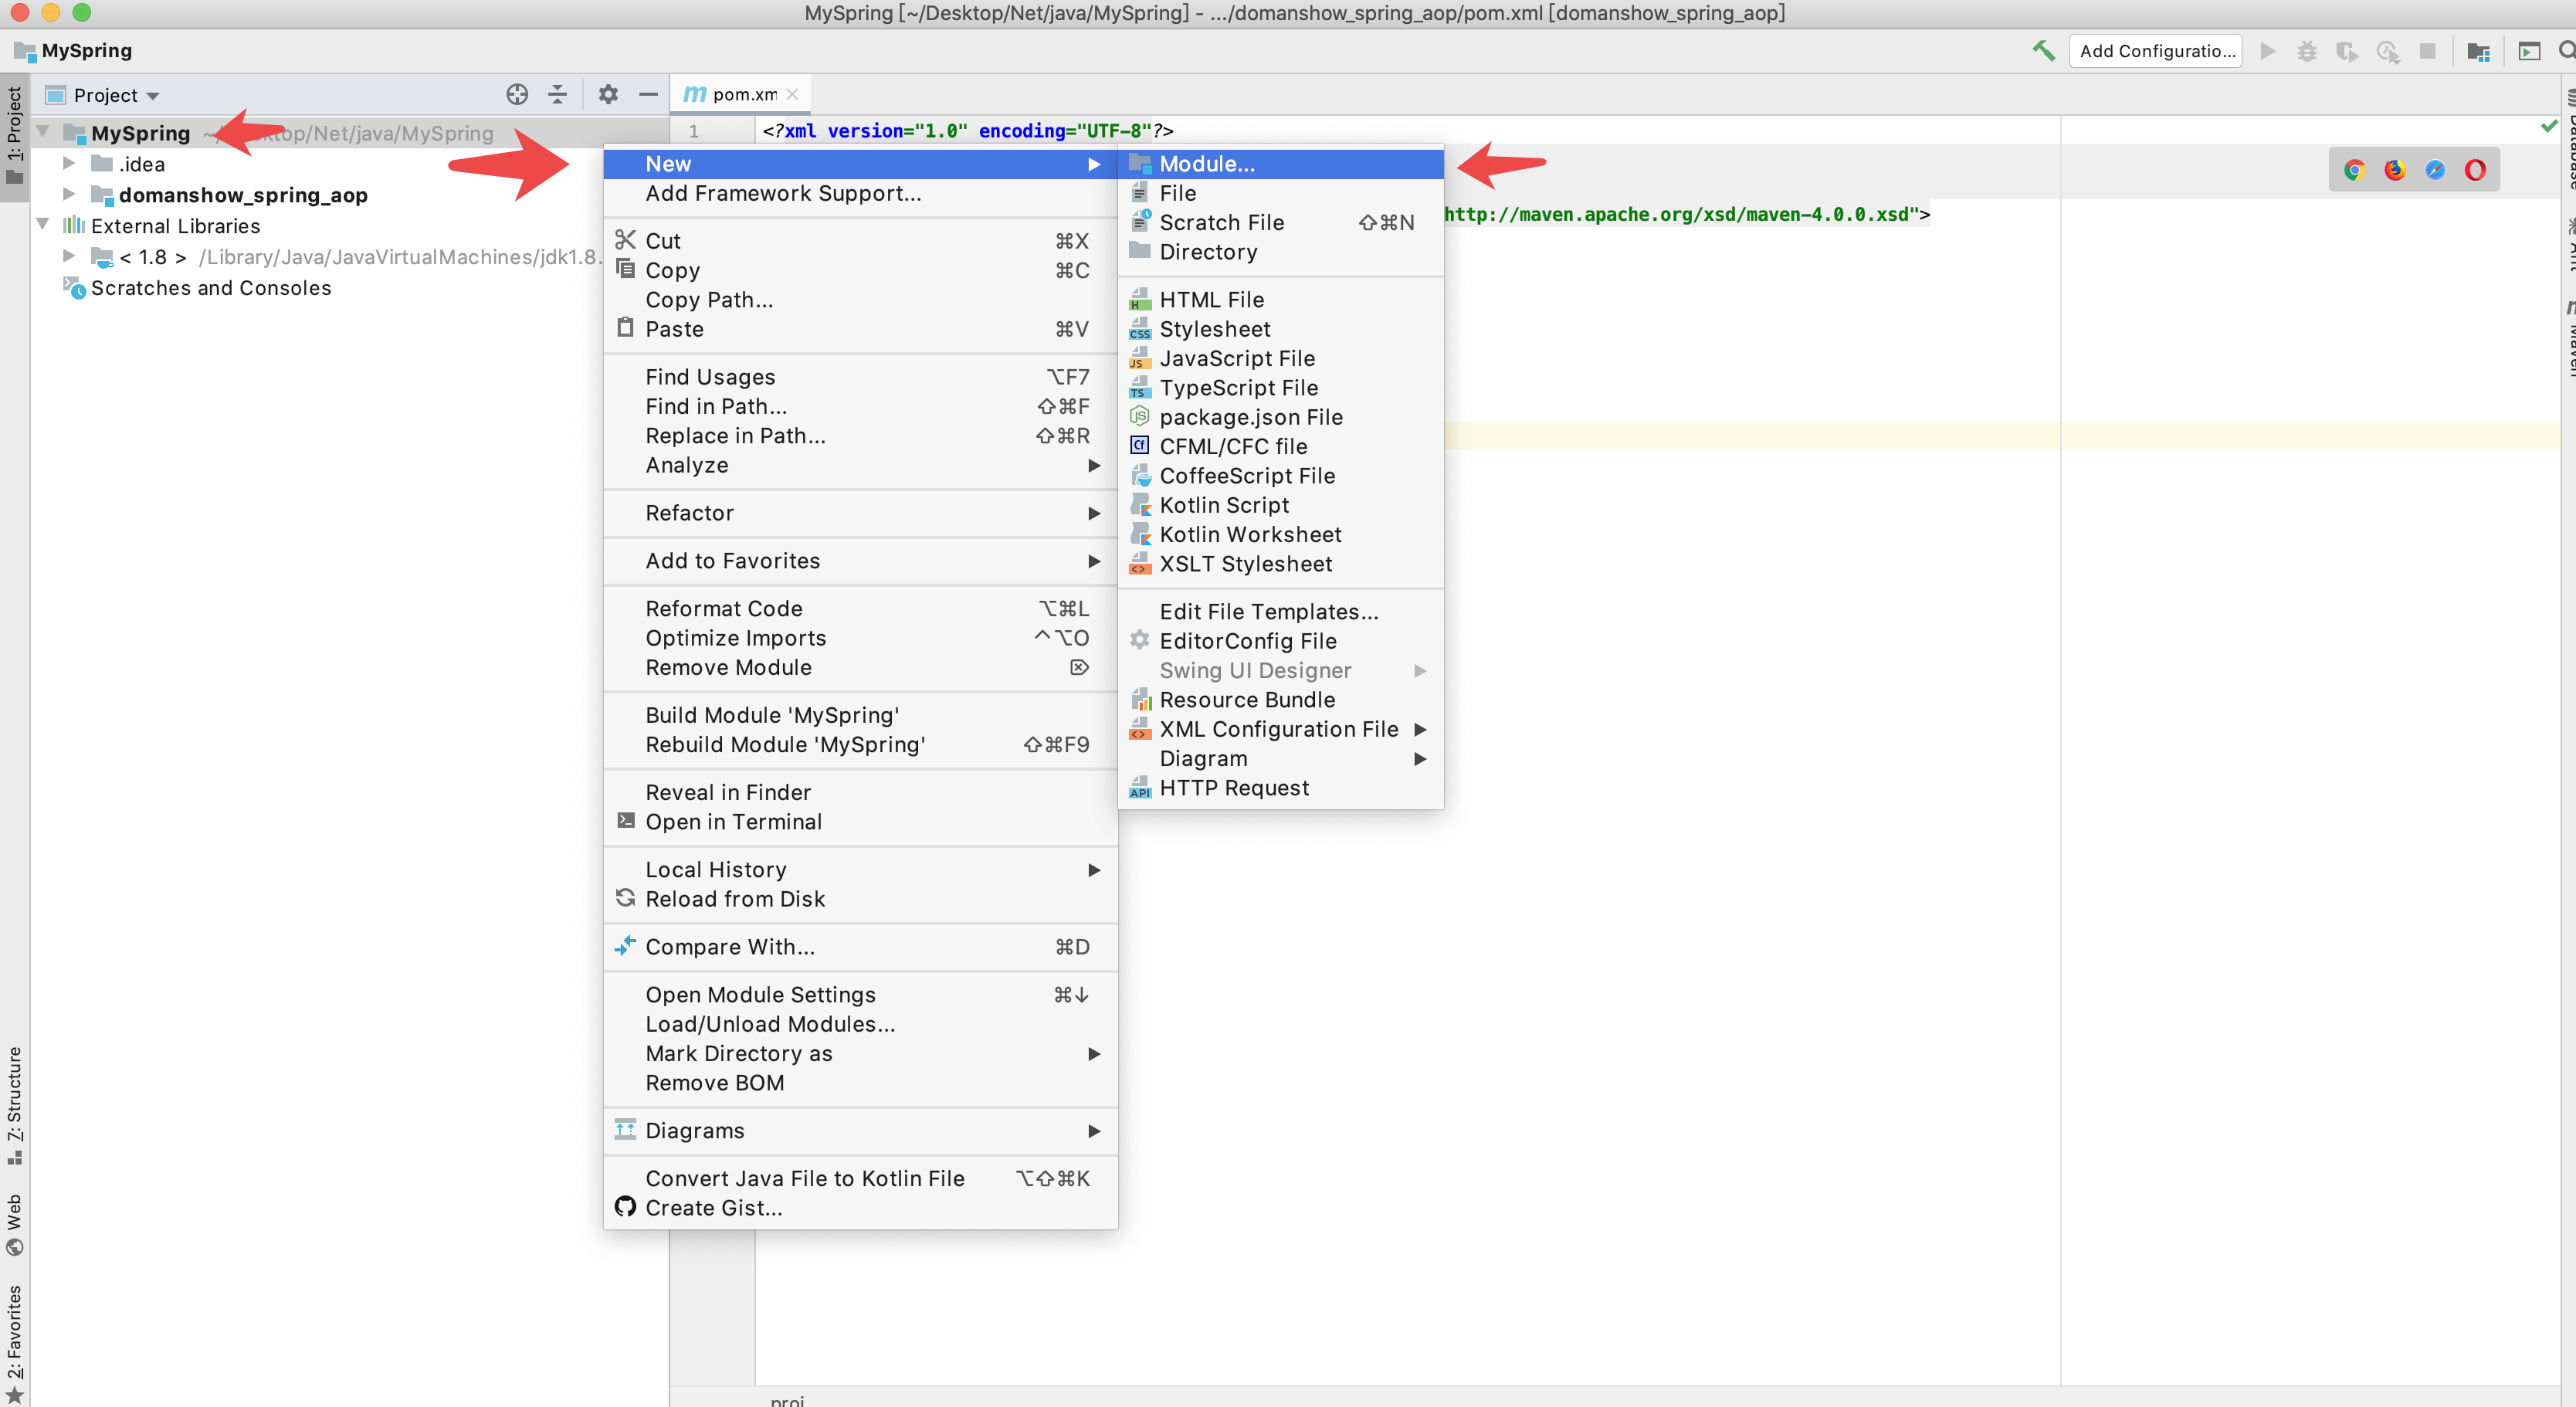 MySpring [~/Desktop/Net/java/MySpring] - .../domanshow_spring_aop/pom.xml [domanshow_spring_aop]
MySpring
Add Configuratio...
1: Project
Project
pom.xm
MySpring
.idea
domanshow_spring_aop
External Libraries
< 1.8 > /Library/Java/JavaVirtualMachines/jdk1.8.
Scratches and Consoles
1
<?xml version="1.0" encoding="UTF-8"?>
http://maven.apache.org/xsd/maven-4.0.0.xsd">
New
Add Framework Support...
Cut ⌘X
Copy ⌘C
Copy Path...
Paste ⌘V
Find Usages ⌥F7
Find in Path... ⇧⌘F
Replace in Path... ⇧⌘R
Analyze
Refactor
Add to Favorites
Reformat Code ⌥⌘L
Optimize Imports ^⌥O
Remove Module ⌦
Build Module 'MySpring'
Rebuild Module 'MySpring' ⇧⌘F9
Reveal in Finder
Open in Terminal
Local History
Reload from Disk
Compare With... ⌘D
Open Module Settings ⌘↓
Load/Unload Modules...
Mark Directory as
Remove BOM
Diagrams
Convert Java File to Kotlin File ⌥⇧⌘K
Create Gist...
Module...
File
Scratch File ⇧⌘N
Directory
HTML File
Stylesheet
JavaScript File
TypeScript File
package.json File
CFML/CFC file
CoffeeScript File
Kotlin Script
Kotlin Worksheet
XSLT Stylesheet
Edit File Templates...
EditorConfig File
Swing UI Designer
Resource Bundle
XML Configuration File
Diagram
HTTP Request
Database
Ant
Maven
7: Structure
Web
2: Favorites